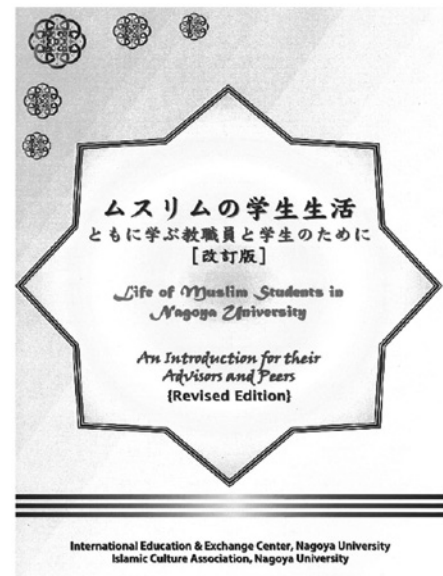 ムスリムの学生生活
ともに学ぶ教職員と学生のために
[改訂版]
Life of Muslim Students in
Nagoya University
An Introduction for their
Advisors and Peers
{Revised Edition}
International Education & Exchange Center, Nagoya University
Islamic Culture Association, Nagoya University